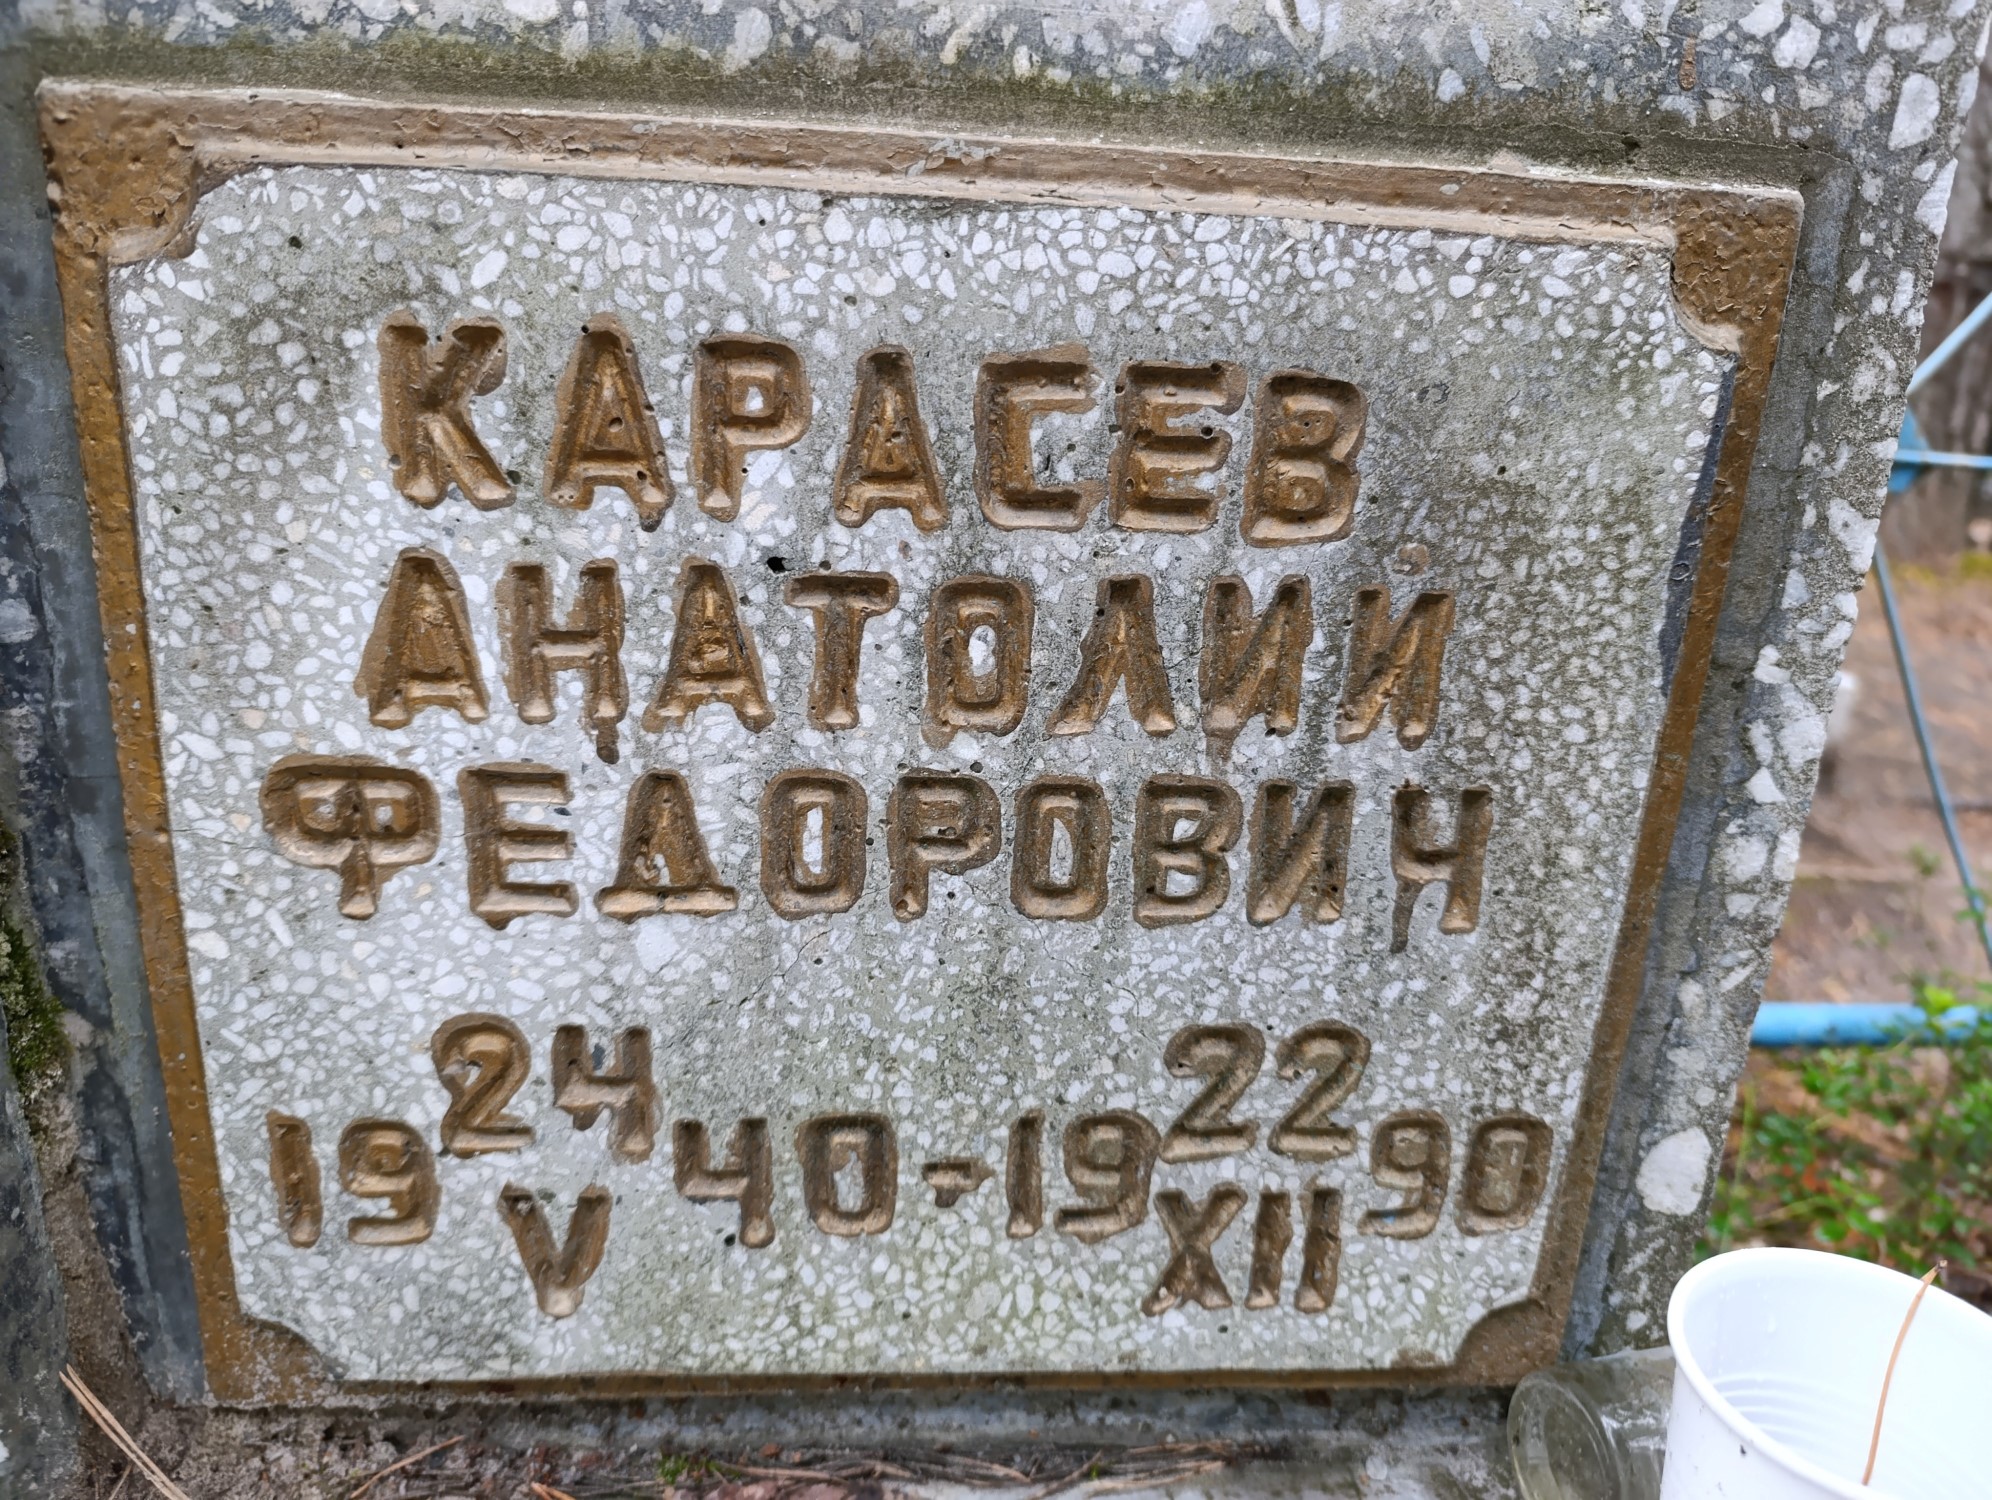 КАРАСЕВ
АНАТОЛИЙ
ФЕДОРОВИЧ
19 24/V 40 - 19 22/XII 90